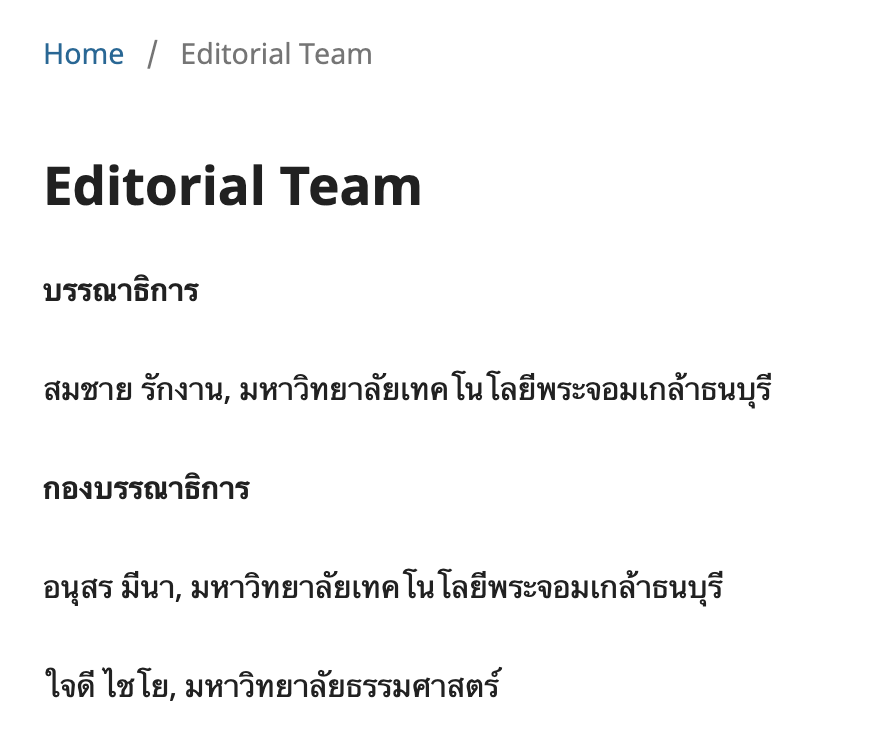 Home / Editorial Team
Editorial Team
บรรณาธิการ
สมชาย รักงาน, มหาวิทยาลัยเทคโนโลยีพระจอมเกล้าธนบุรี
กองบรรณาธิการ
อนุสร มีนา, มหาวิทยาลัยเทคโนโลยีพระจอมเกล้าธนบุรี
ใจดี ไชโย, มหาวิทยาลัยธรรมศาสตร์